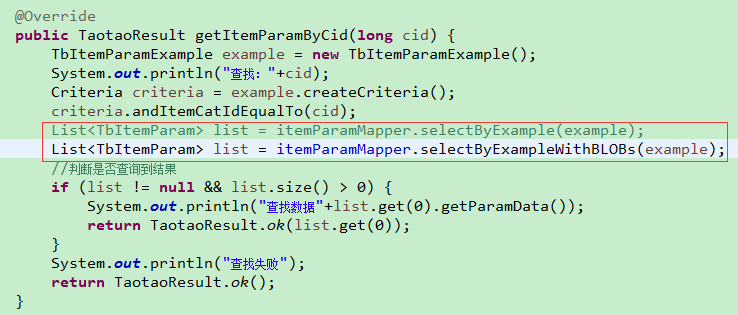 @Override
public TaotaoResult getItemParamByCid(long cid) {
    TbItemParamExample example = new TbItemParamExample();
    System.out.println("查找："+cid);
    Criteria criteria = example.createCriteria();
    criteria.andItemCatIdEqualTo(cid);
    List<TbItemParam> list = itemParamMapper.selectByExample(example);
    List<TbItemParam> list = itemParamMapper.selectByExampleWithBLOBs(example);
    //判断是否查询到结果
    if (list != null && list.size() > 0) {
        System.out.println("查找数据"+list.get(0).getParamData());
        return TaotaoResult.ok(list.get(0));
    }
    System.out.println("查找失败");
    return TaotaoResult.ok();
}